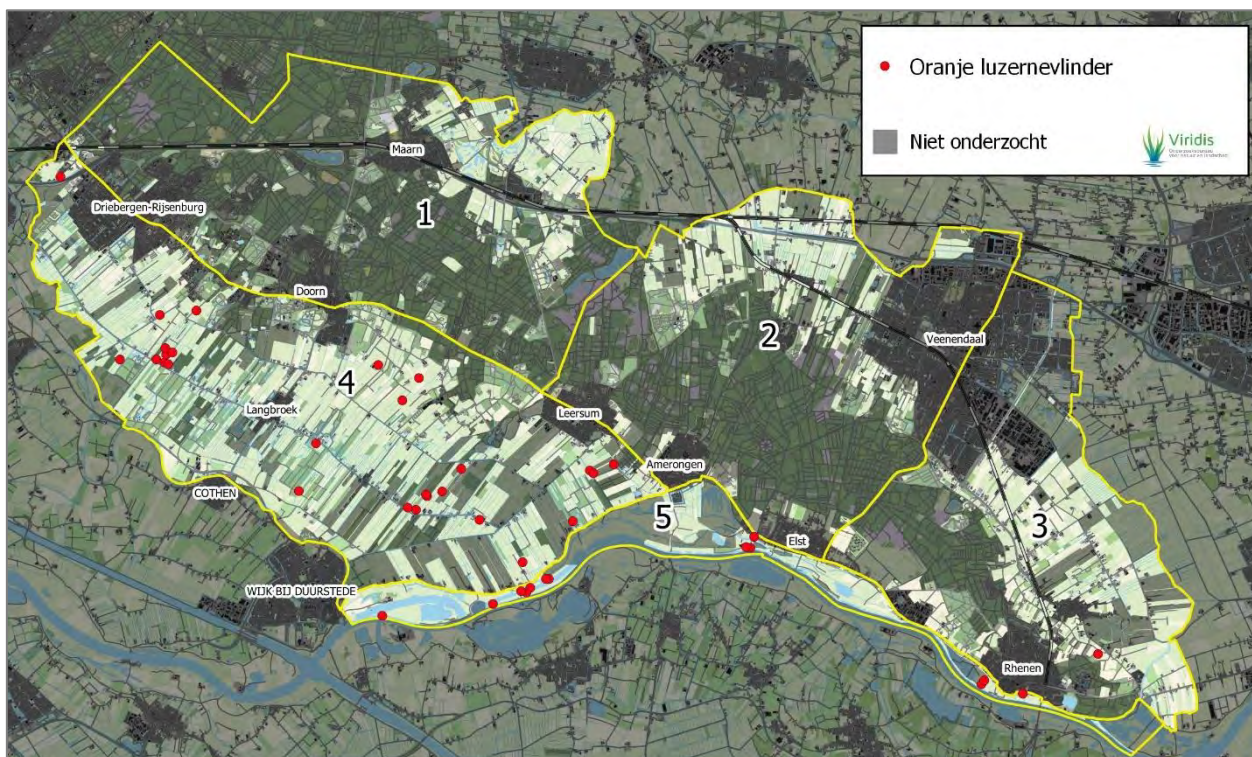 Oranje luzernevlinder
Niet onderzocht
Viridis
Maarn
1
Driebergen-Rijsenburg
Doorn
2
Veenendaal
4
Langbroek
Leersum
Amerongen
COTHEN
5
Elst
3
WIJK BIJ DUURSTEDE
Rhenen